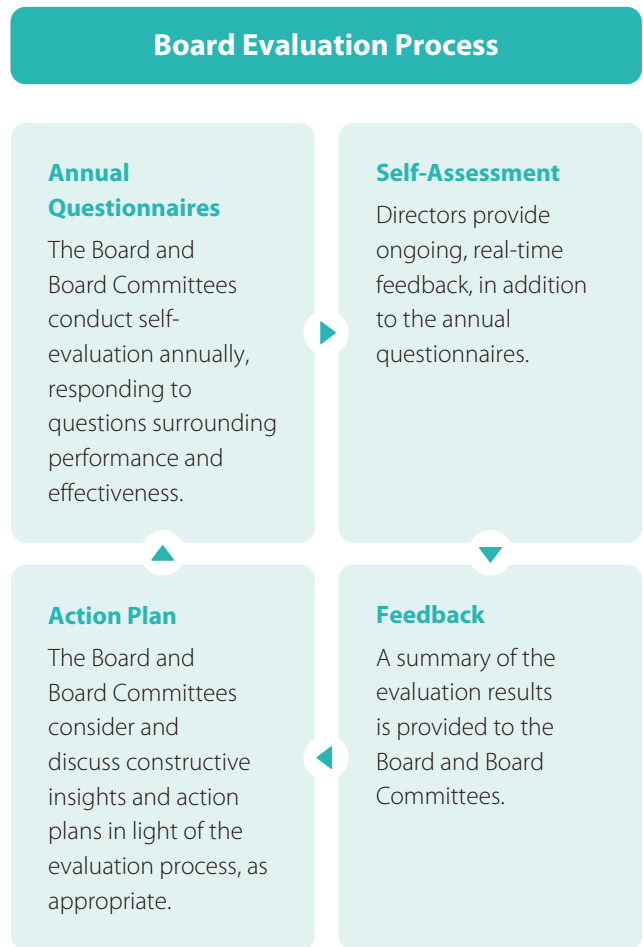 Board Evaluation Process
Annual
Questionnaires
The Board and
Board Committees
conduct self-
evaluation annually,
responding to
questions surrounding
performance and
effectiveness.
Self-Assessment
Directors provide
ongoing, real-time
feedback, in addition
to the annual
questionnaires.
Feedback
A summary of the
evaluation results
is provided to the
Board and Board
Committees.
Action Plan
The Board and
Board Committees
consider and
discuss constructive
insights and action
plans in light of the
evaluation process, as
appropriate.